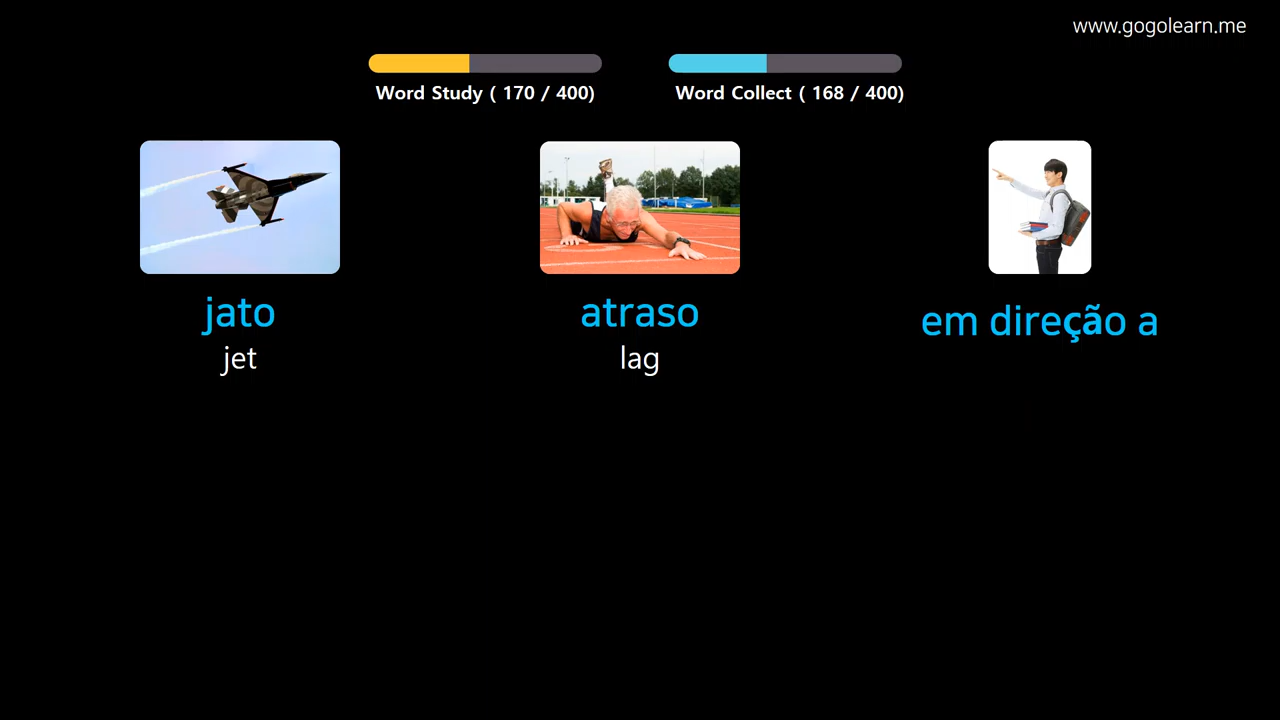 www.gogolearn.me
Word Study ( 170 / 400)
Word Collect ( 168 / 400)
jato
jet
atraso
lag
em direção a